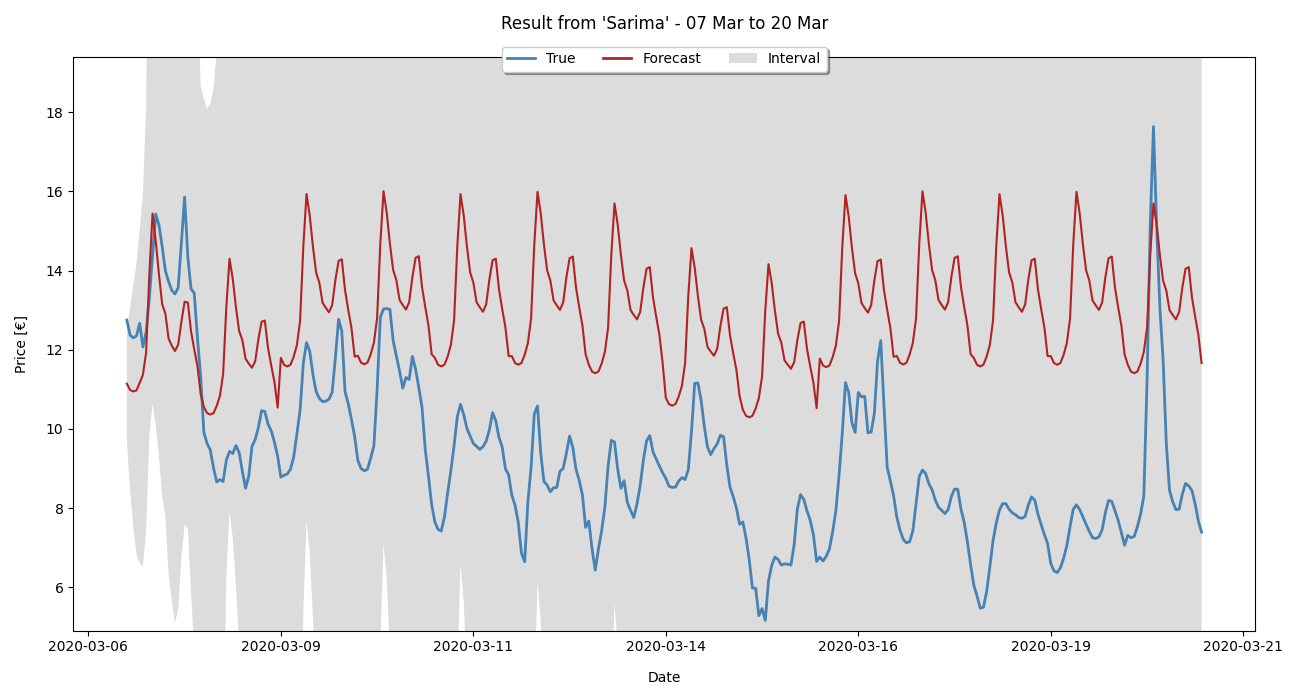 Result from 'Sarima' - 07 Mar to 20 Mar
True Forecast Interval
18
16
14
12
10
8
6
Price [€]
2020-03-06 2020-03-09 2020-03-11 2020-03-14 2020-03-16 2020-03-19 2020-03-21
Date